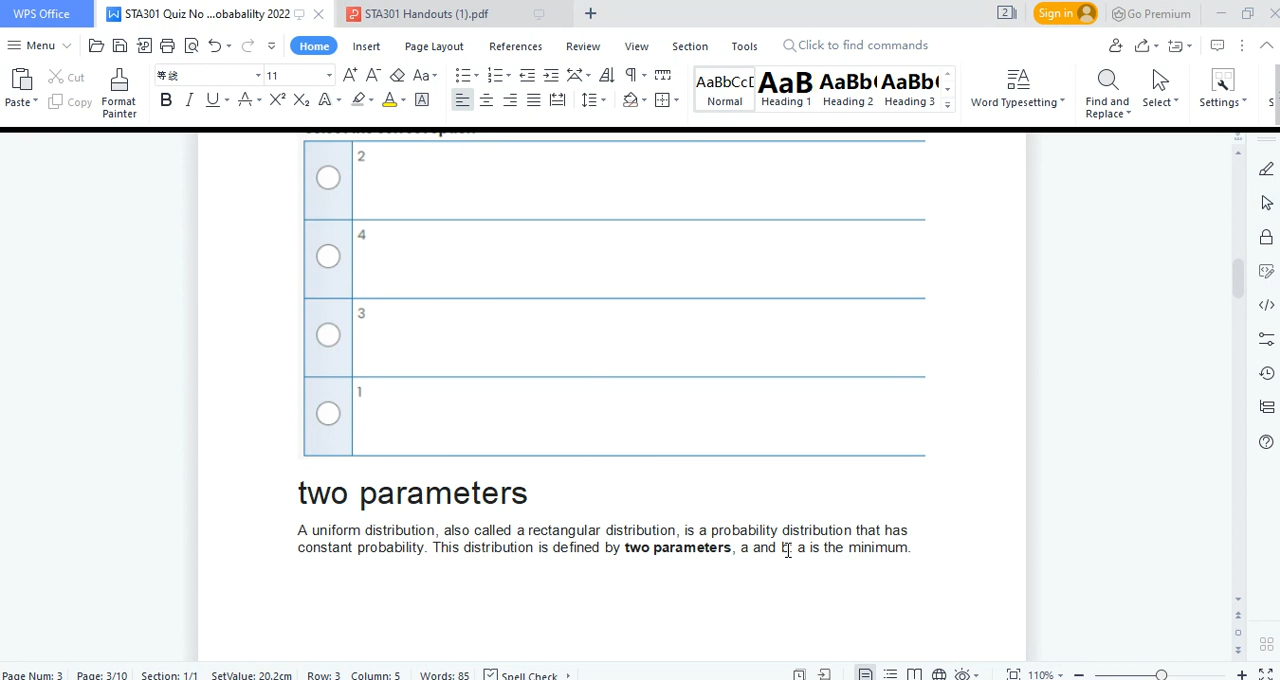 WPS Office
STA301 Quiz No ...obabalilty 2022
STA301 Handouts (1).pdf
Sign in
Go Premium
Menu
Home
Insert
Page Layout
References
Review
View
Section
Tools
Click to find commands
Paste
Cut
Copy
Format
Painter
等线
11
AaBbCcD
Normal
AaB
Heading 1
AaBb(
Heading 2
AaBb(
Heading 3
Word Typesetting
Find and
Replace
Select
Settings
2
4
3
1
two parameters
A uniform distribution, also called a rectangular distribution, is a probability distribution that has
constant probability. This distribution is defined by two parameters, a and b: a is the minimum.
Page Num: 3 Page: 3/10 Section: 1/1 SetValue: 20.2cm Row: 3 Column: 5 Words: 85 Spell Check 110%